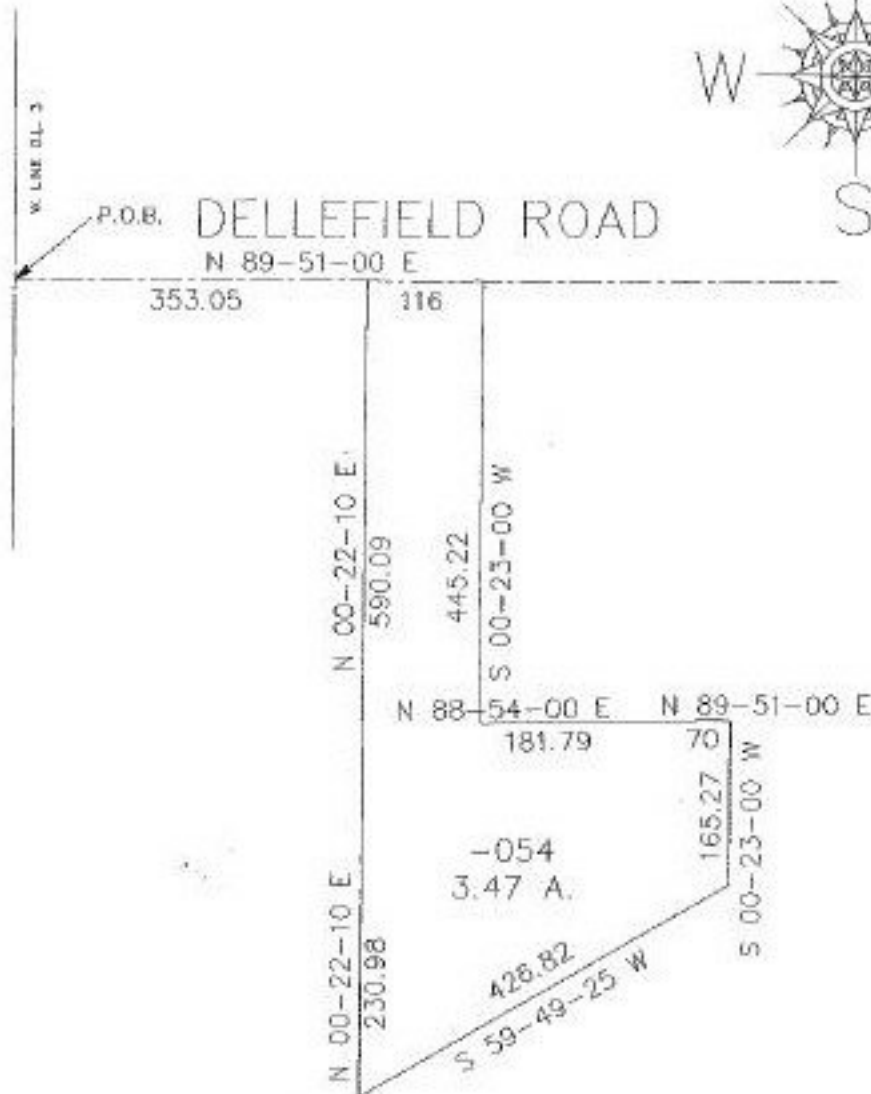 W
W LINE D.L. 3
P.O.B.
DELLEFIELD ROAD
S
N 89-51-00 E
353.05
116
N 00-22-10 E
590.09
445.22
S 00-23-00 W
N 88-54-00 E
N 89-51-00 E
181.79
70
165.27
S 00-23-00 W
-054
3.47 A.
N 00-22-10 E
230.98
426.82
S 59-49-25 W